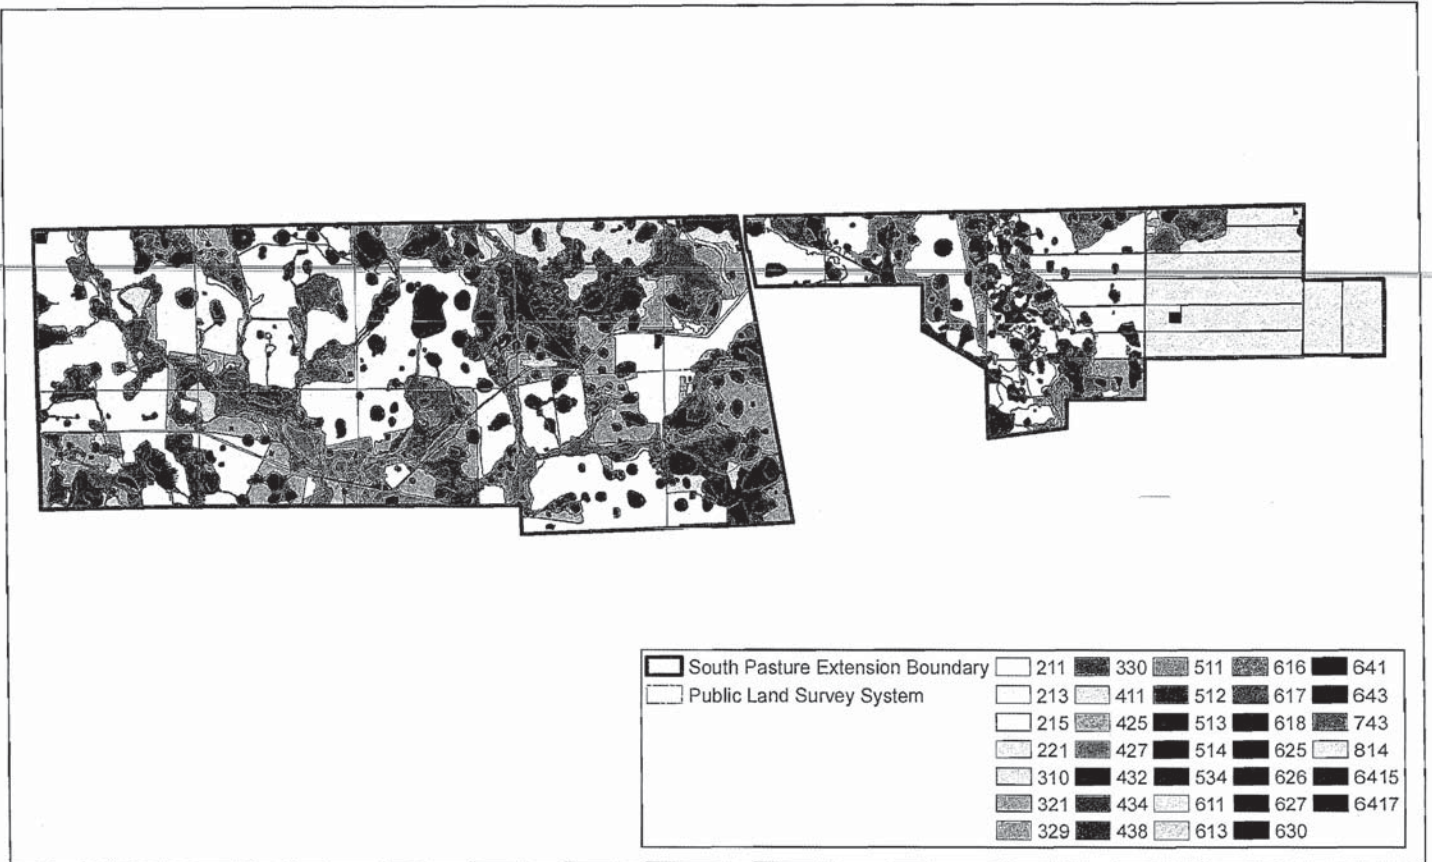 South Pasture Extension Boundary 211 330 511 616 641
Public Land Survey System 213 411 512 617 643
215 425 513 618 743
221 427 514 625 814
310 432 534 626 6415
321 434 611 627 6417
329 438 613 630